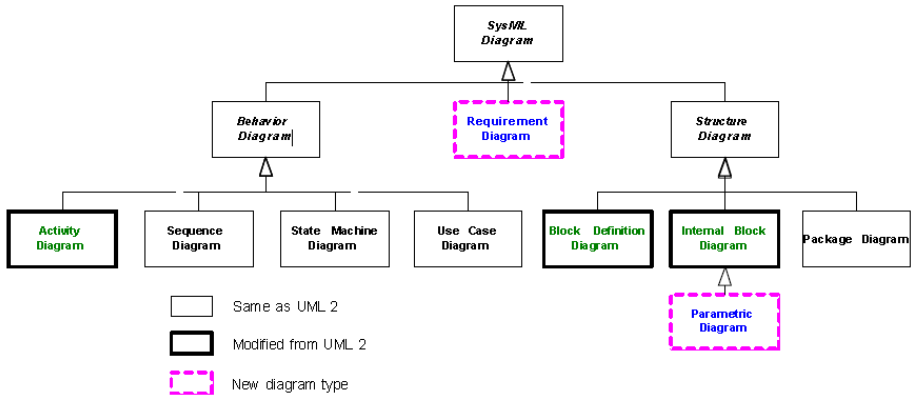 SysML
Diagram
Behavior
Diagram
Requirement
Diagram
Structure
Diagram
Activity
Diagram
Sequence
Diagram
State Machine
Diagram
Use Case
Diagram
Block Definition
Diagram
Internal Block
Diagram
Package Diagram
Parametric
Diagram
Same as UML 2
Modified from UML 2
New diagram type